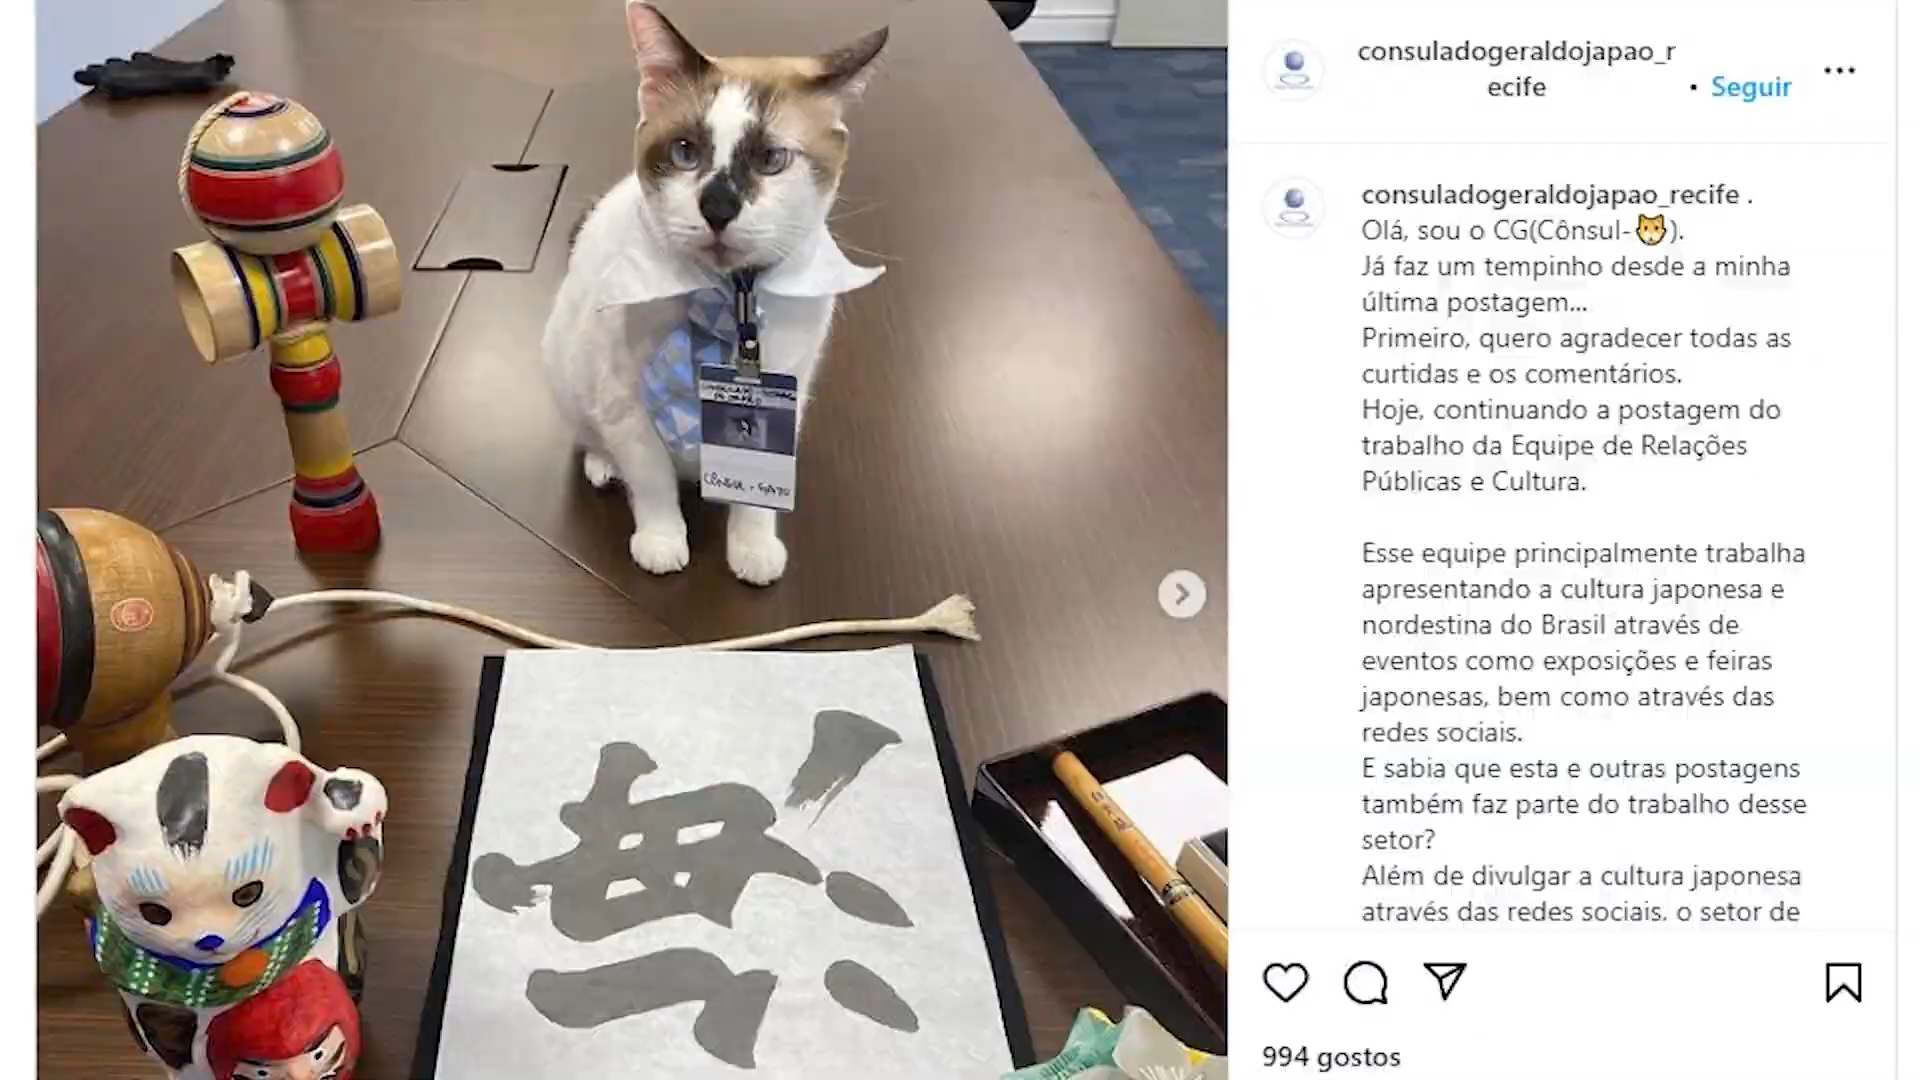 CÔNSUL - GATO
consuladogeraldojapao_r
ecife
• Seguir
consuladogeraldojapao_recife .
Olá, sou o CG(Cônsul-🐱).
Já faz um tempinho desde a minha
última postagem...
Primeiro, quero agradecer todas as
curtidas e os comentários.
Hoje, continuando a postagem do
trabalho da Equipe de Relações
Públicas e Cultura.
Esse equipe principalmente trabalha
apresentando a cultura japonesa e
nordestina do Brasil através de
eventos como exposições e feiras
japonesas, bem como através das
redes sociais.
E sabia que esta e outras postagens
também faz parte do trabalho desse
setor?
Além de divulgar a cultura japonesa
através das redes sociais. o setor de
994 gostos